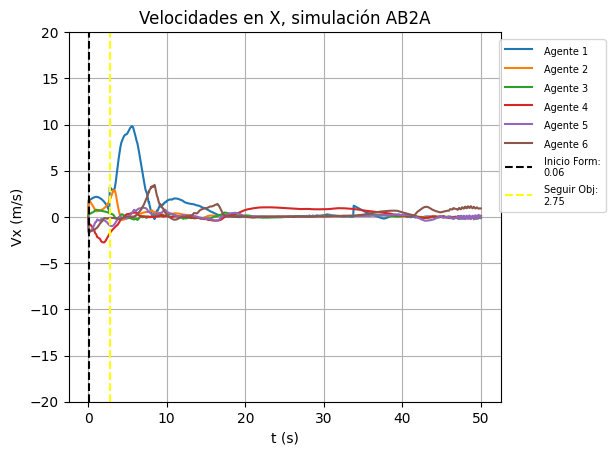 Velocidades en X, simulación AB2A
20
15
10
5
0
−5
−10
−15
−20
Vx (m/s)
0
10
20
30
40
50
t (s)
Agente 1
Agente 2
Agente 3
Agente 4
Agente 5
Agente 6
Inicio Form:
0.06
Seguir Obj:
2.75